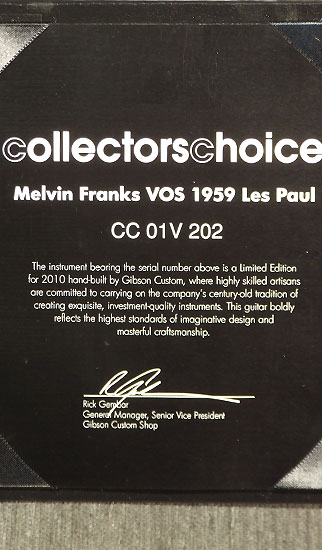 collectorschoice
Melvin Franks VOS 1959 Les Paul
CC 01V 202
The instrument bearing the serial number above is a Limited Edition
for 2010 hand-built by Gibson Custom, where highly skilled artisans
are committed to carrying on the company's century-old tradition of
creating exquisite, investment-quality instruments. This guitar boldly
reflects the highest standards of imaginative design and
masterful craftsmanship.
Rick Gembar
General Manager, Senior Vice President
Gibson Custom Shop